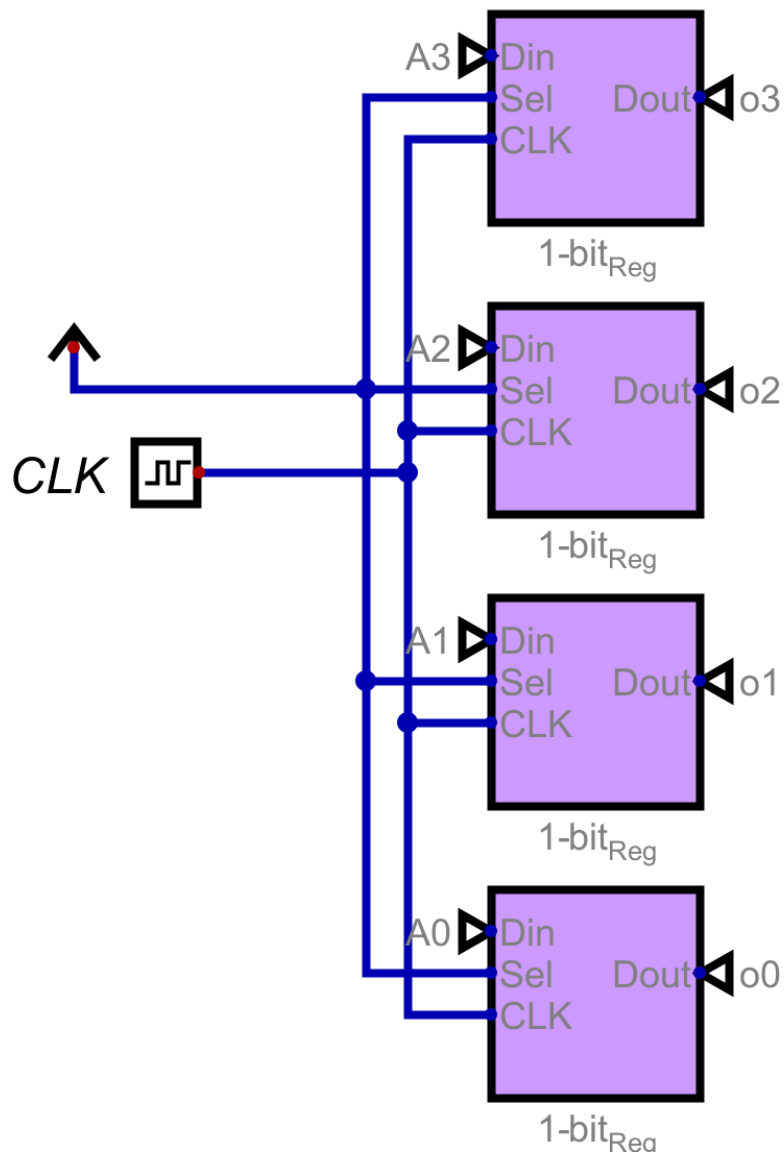 A3 Din
Sel Dout o3
CLK
1-bitReg
A2 Din
Sel Dout o2
CLK
CLK
1-bitReg
A1 Din
Sel Dout o1
CLK
1-bitReg
A0 Din
Sel Dout o0
CLK
1-bitReg